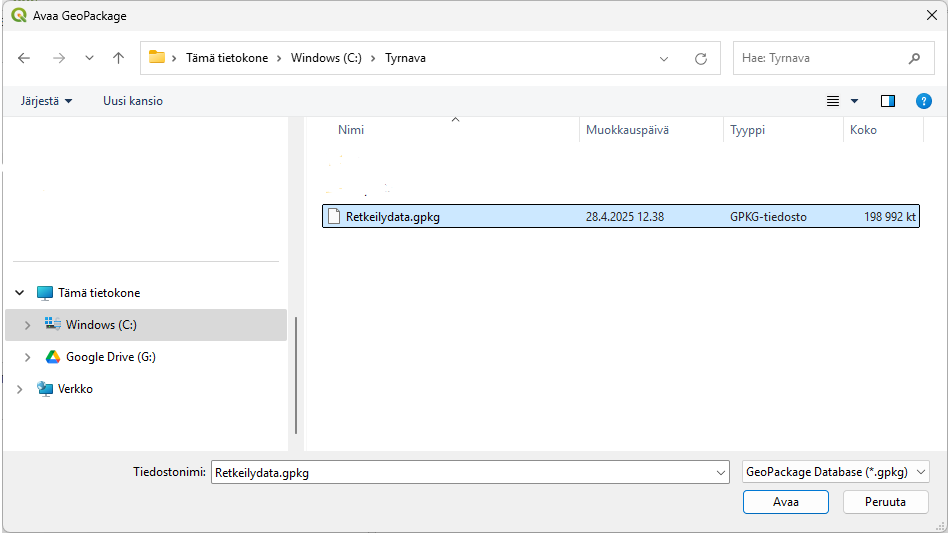 Avaa GeoPackage
Tämä tietokone > Windows (C:) > Tyrnava
Hae: Tyrnava
Järjestä Uusi kansio
Nimi Muokkauspäivä Tyyppi Koko
Retkeilydata.gpkg 28.4.2025 12.38 GPKG-tiedosto 198 992 kt
Tämä tietokone
Windows (C:)
Google Drive (G:)
Verkko
Tiedostonimi: Retkeilydata.gpkg GeoPackage Database (*.gpkg)
Avaa Peruuta